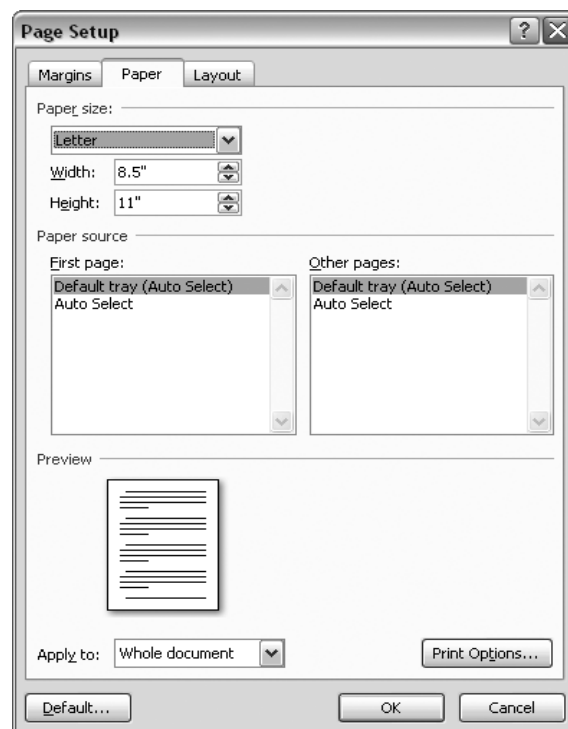 Page Setup
Margins Paper Layout
Paper size:
Letter
Width: 8.5"
Height: 11"
Paper source
First page: Other pages:
Default tray (Auto Select) Default tray (Auto Select)
Auto Select Auto Select
Preview
Apply to: Whole document Print Options...
Default... OK Cancel